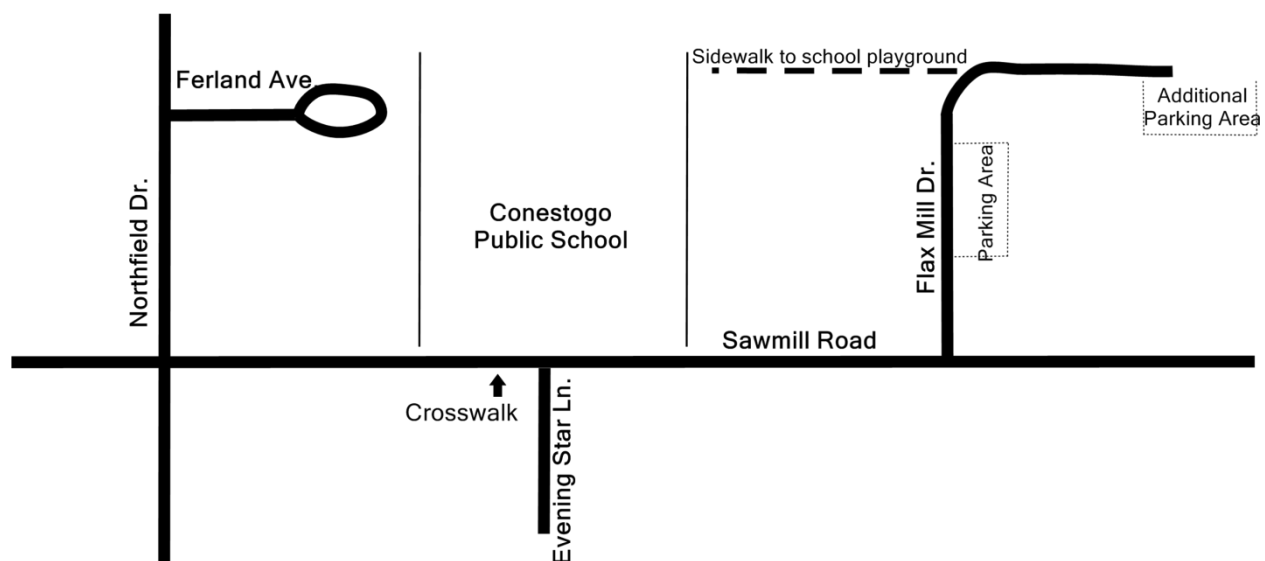 Sidewalk to school playground
Ferland Ave.
Additional
Parking Area
Northfield Dr.
Conestogo
Public School
Flax Mill Dr.
Parking Area
Sawmill Road
Crosswalk
Evening Star Ln.